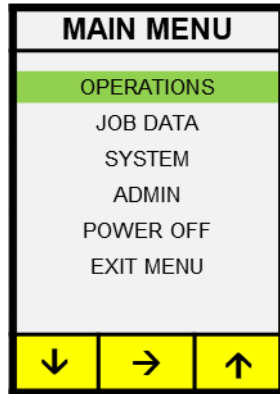 MAIN MENU
OPERATIONS
JOB DATA
SYSTEM
ADMIN
POWER OFF
EXIT MENU